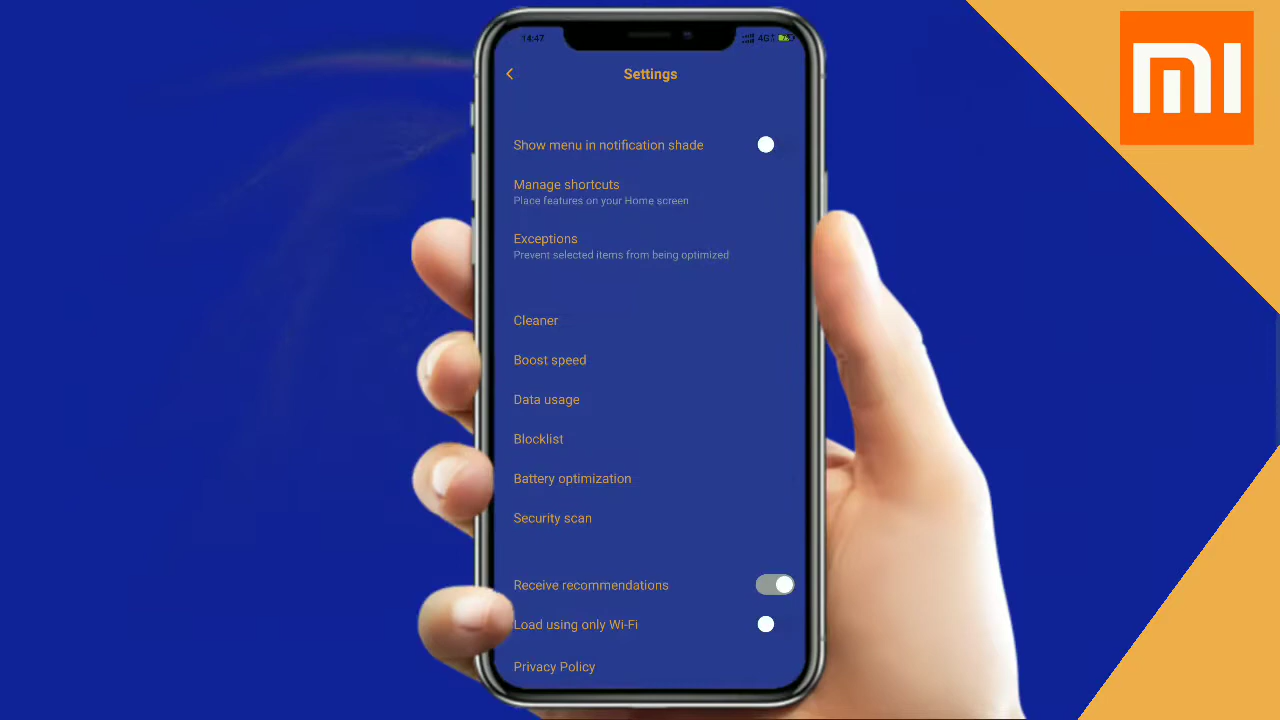 mi
14:47
4G
Settings
Show menu in notification shade
Manage shortcuts
Place features on your Home screen
Exceptions
Prevent selected items from being optimized
Cleaner
Boost speed
Data usage
Blocklist
Battery optimization
Security scan
Receive recommendations
Load using only Wi-Fi
Privacy Policy